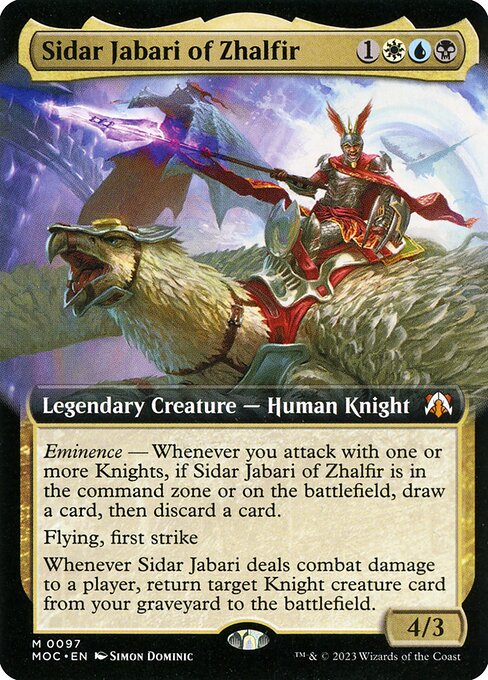 Sidar Jabari of Zhalfir 1
Legendary Creature — Human Knight
Eminence — Whenever you attack with one or
more Knights, if Sidar Jabari of Zhalfir is in
the command zone or on the battlefield, draw
a card, then discard a card.
Flying, first strike
Whenever Sidar Jabari deals combat damage
to a player, return target Knight creature card
from your graveyard to the battlefield.
4/3
M 0097
MOC • EN SIMON DOMINIC
™ & © 2023 Wizards of the Coast